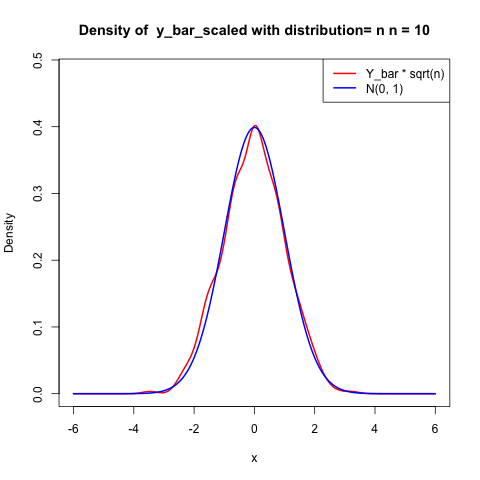 Density of  y_bar_scaled with distribution= n n = 10
Y_bar * sqrt(n)
N(0, 1)
Density
0.5
0.4
0.3
0.2
0.1
0.0
-6 -4 -2 0 2 4 6
x